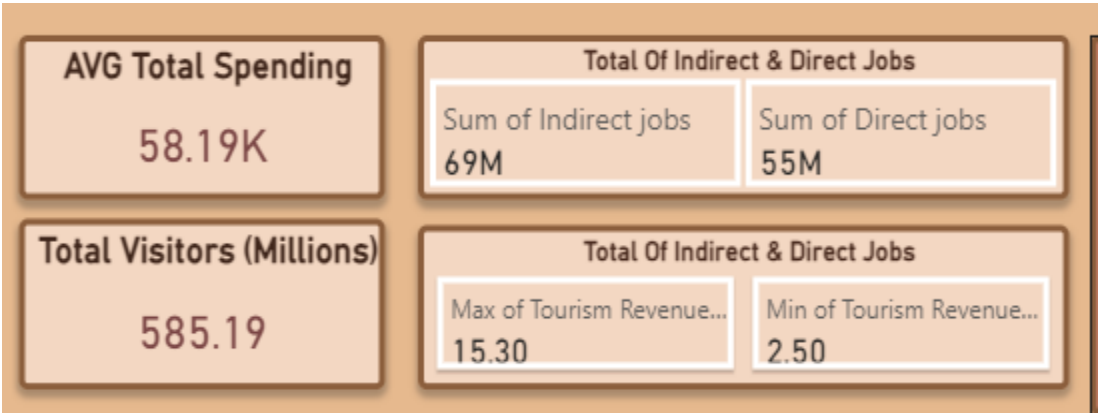 AVG Total Spending
58.19K
Total Of Indirect & Direct Jobs
Sum of Indirect jobs
69M
Sum of Direct jobs
55M
Total Visitors (Millions)
585.19
Total Of Indirect & Direct Jobs
Max of Tourism Revenue...
15.30
Min of Tourism Revenue...
2.50